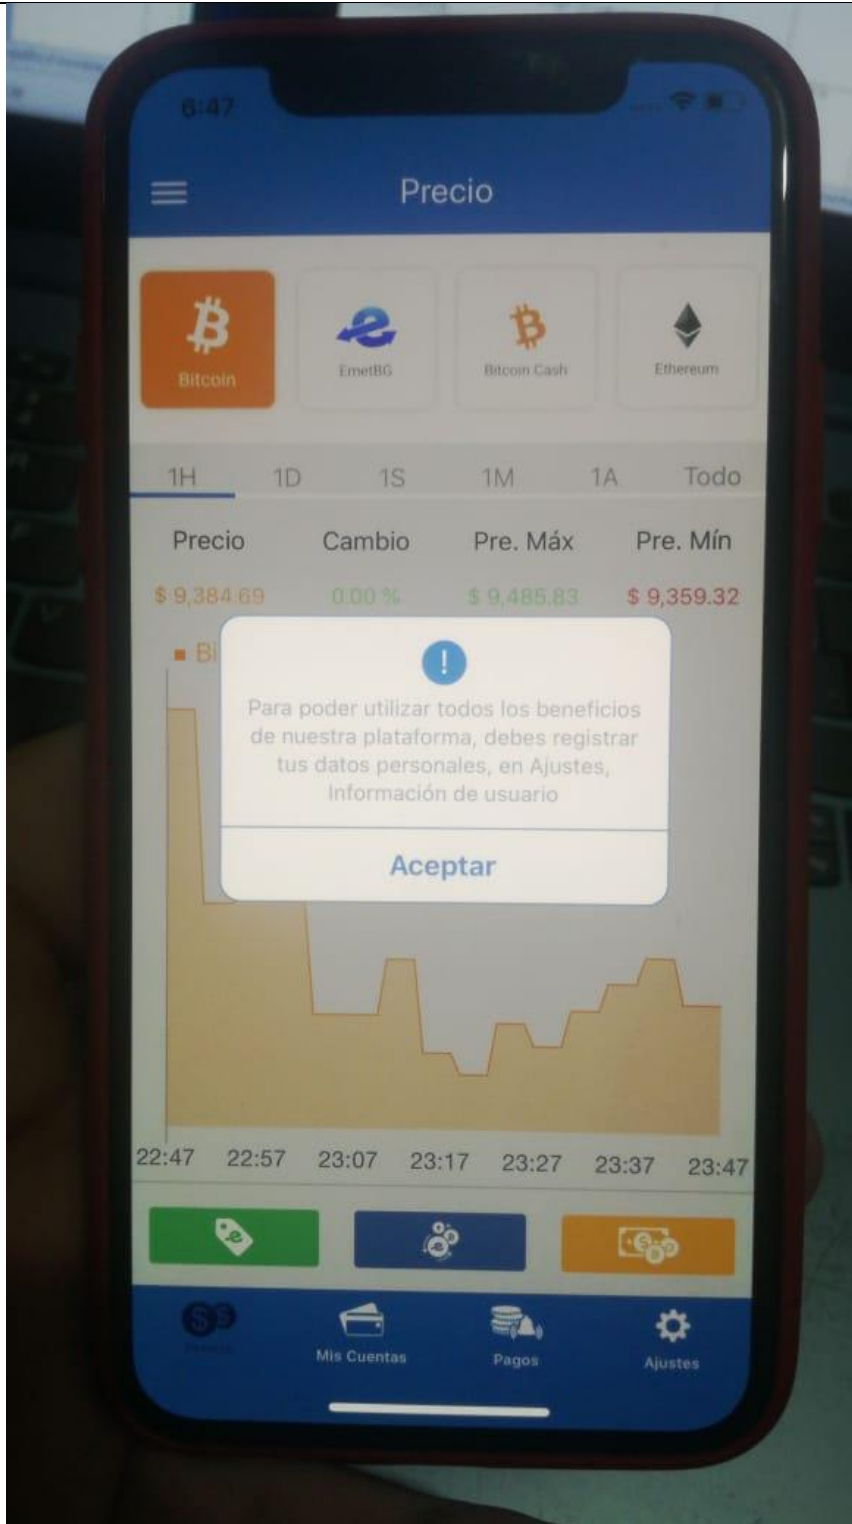 6:47
Precio
Bitcoin
EmetBG
Bitcoin Cash
Ethereum
1H 1D 1S 1M 1A Todo
Precio Cambio Pre. Máx Pre. Mín
$ 9,384.69 0.00 % $ 9,485.83 $ 9,359.32
Bi
Para poder utilizar todos los beneficios
de nuestra plataforma, debes registrar
tus datos personales, en Ajustes,
Información de usuario
Aceptar
22:47 22:57 23:07 23:17 23:27 23:37 23:47
Mis Cuentas
Pagos
Ajustes